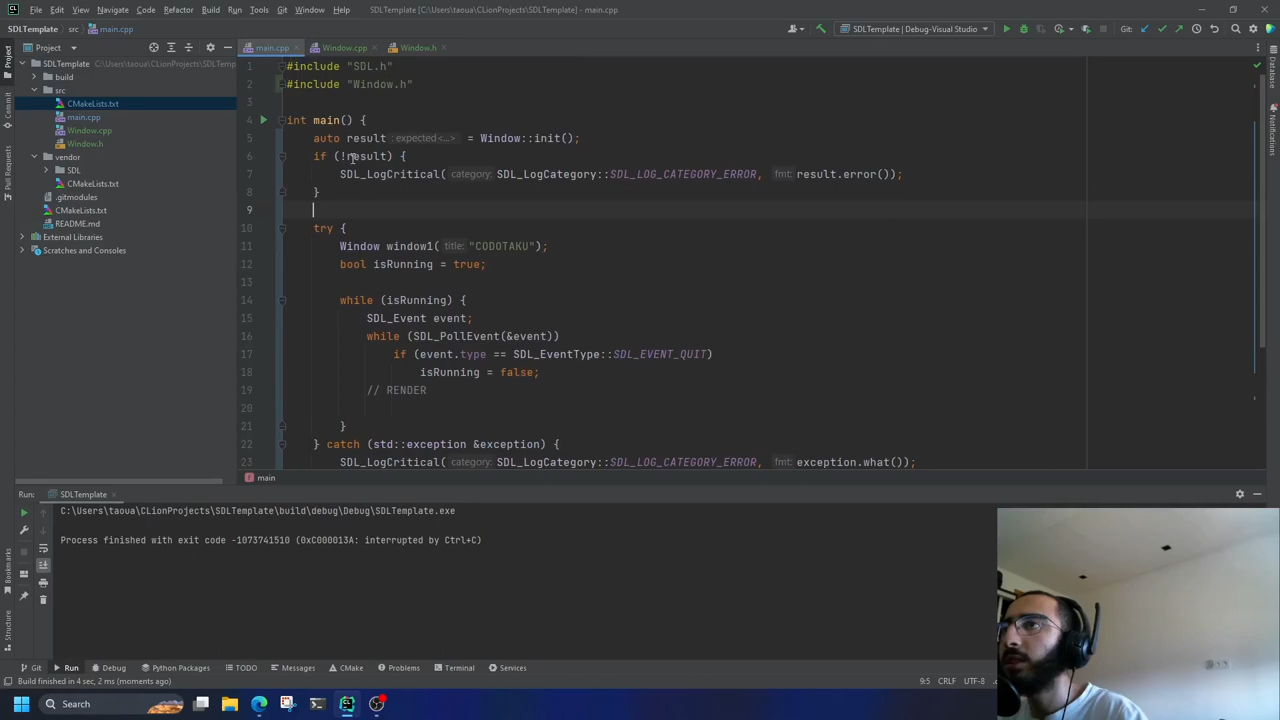 File Edit View Navigate Code Refactor Build Run Tools Git Window Help SDLTemplate [C:\Users\taoua\CLionProjects\SDLTemplate] - main.cpp
SDLTemplate src main.cpp
SDLTemplate | Debug-Visual Studio Git:
Project
main.cpp Window.cpp Window.h
SDLTemplate C:\Users\taoua\CLionProjects\SDLTemp
build
src
CMakeLists.txt
main.cpp
Window.cpp
Window.h
vendor
SDL
CMakeLists.txt
.gitmodules
CMakeLists.txt
README.md
External Libraries
Scratches and Consoles
Project
Commit
Pull Requests
Bookmarks
Structure
Database
Notifications
1 #include "SDL.h"
2 #include "Window.h"
3
4 int main() {
5 auto result : expected<...> = Window::init();
6 if (!result) {
7 SDL_LogCritical( category: SDL_LogCategory::SDL_LOG_CATEGORY_ERROR, fmt: result.error());
8 }
9
10 try {
11 Window window1( title: "CODOTAKU");
12 bool isRunning = true;
13
14 while (isRunning) {
15 SDL_Event event;
16 while (SDL_PollEvent(&event))
17 if (event.type == SDL_EventType::SDL_EVENT_QUIT)
18 isRunning = false;
19 // RENDER
20
21 }
22 } catch (std::exception &exception) {
23 SDL_LogCritical( category: SDL_LogCategory::SDL_LOG_CATEGORY_ERROR, fmt: exception.what());
main
Run: SDLTemplate
C:\Users\taoua\CLionProjects\SDLTemplate\build\debug\Debug\SDLTemplate.exe
Process finished with exit code -1073741510 (0xC000013A: interrupted by Ctrl+C)
Git Run Debug Python Packages TODO Messages CMake Problems Terminal Services
Build finished in 4 sec, 2 ms (moments ago) 9:5 CRLF UTF-8
Search